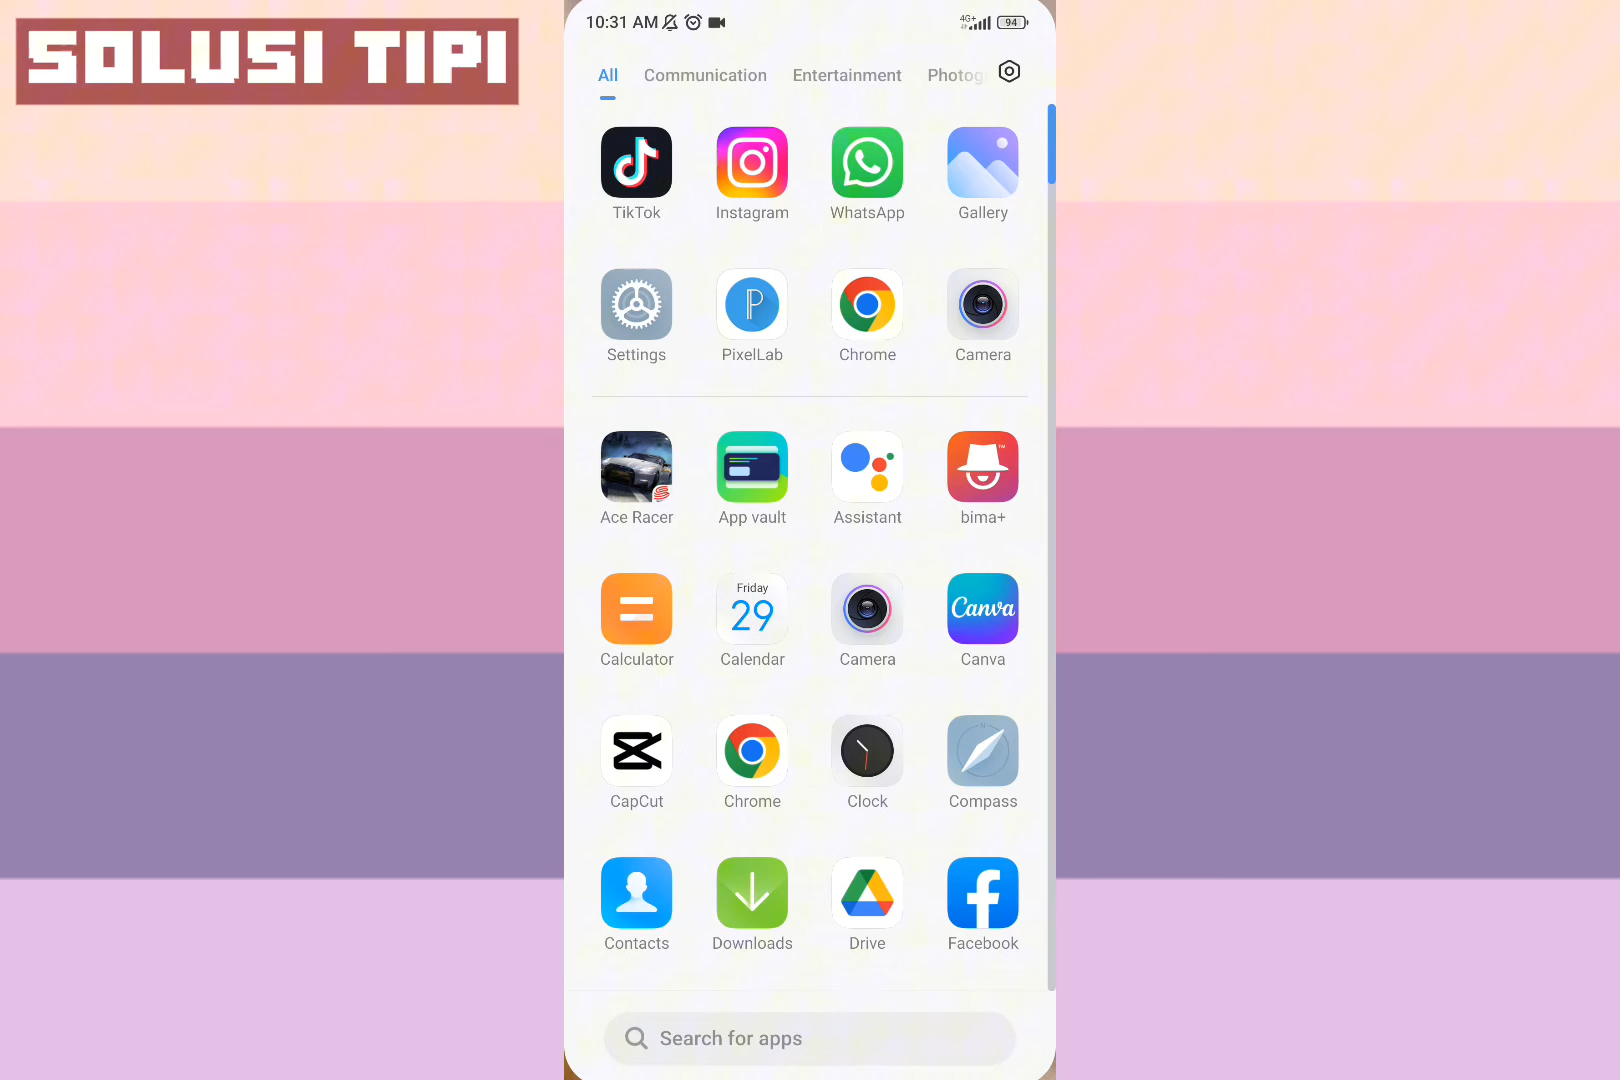 SOLUSI TIPI
10:31 AM 4G+ 94
All Communication Entertainment Photog
TikTok Instagram WhatsApp Gallery
Settings PixelLab Chrome Camera
Ace Racer App vault Assistant bima+
Friday
29
Canva
Calculator Calendar Camera Canva
CapCut Chrome Clock Compass
Contacts Downloads Drive Facebook
Search for apps